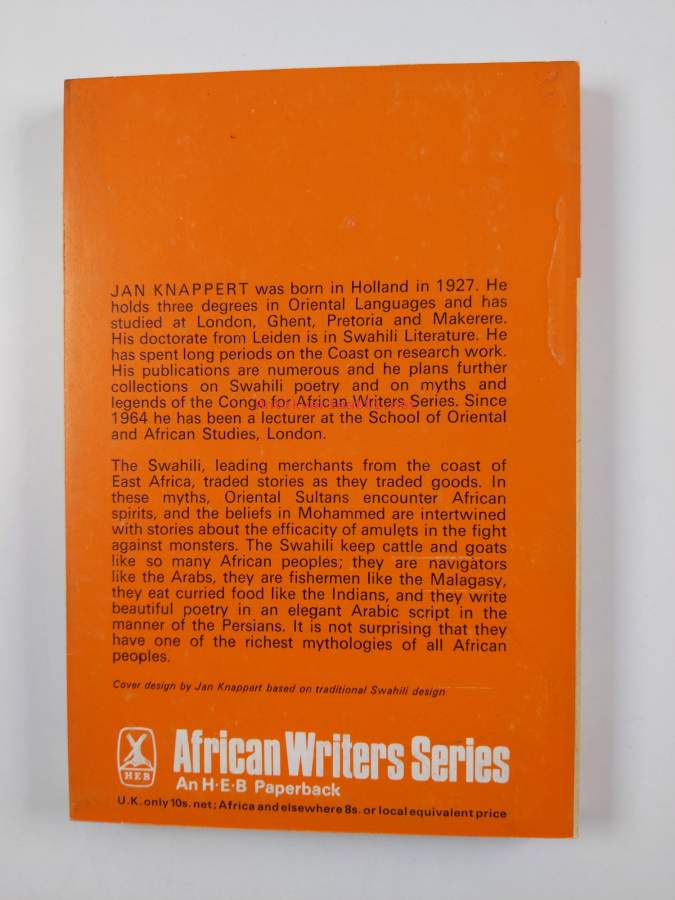 JAN KNAPPERT was born in Holland in 1927. He
holds three degrees in Oriental Languages and has
studied at London, Ghent, Pretoria and Makerere.
His doctorate from Leiden is in Swahili Literature. He
has spent long periods on the Coast on research work.
His publications are numerous and he plans further
collections on Swahili poetry and on myths and
legends of the Congo for African Writers Series. Since
1964 he has been a lecturer at the School of Oriental
and African Studies, London.
The Swahili, leading merchants from the coast of
East Africa, traded stories as they traded goods. In
these myths, Oriental Sultans encounter African
spirits, and the beliefs in Mohammed are intertwined
with stories about the efficacy of amulets in the fight
against monsters. The Swahili keep cattle and goats
like so many African peoples; they are navigators
like the Arabs, they are fishermen like the Malagasy,
they eat curried food like the Indians, and they write
beautiful poetry in an elegant Arabic script in the
manner of the Persians. It is not surprising that they
have one of the richest mythologies of all African
peoples.
Cover design by Jan Knappert based on traditional Swahili design
HEB
African Writers Series
An H·E·B Paperback
U.K. only 10s. net; Africa and elsewhere 8s. or local equivalent price